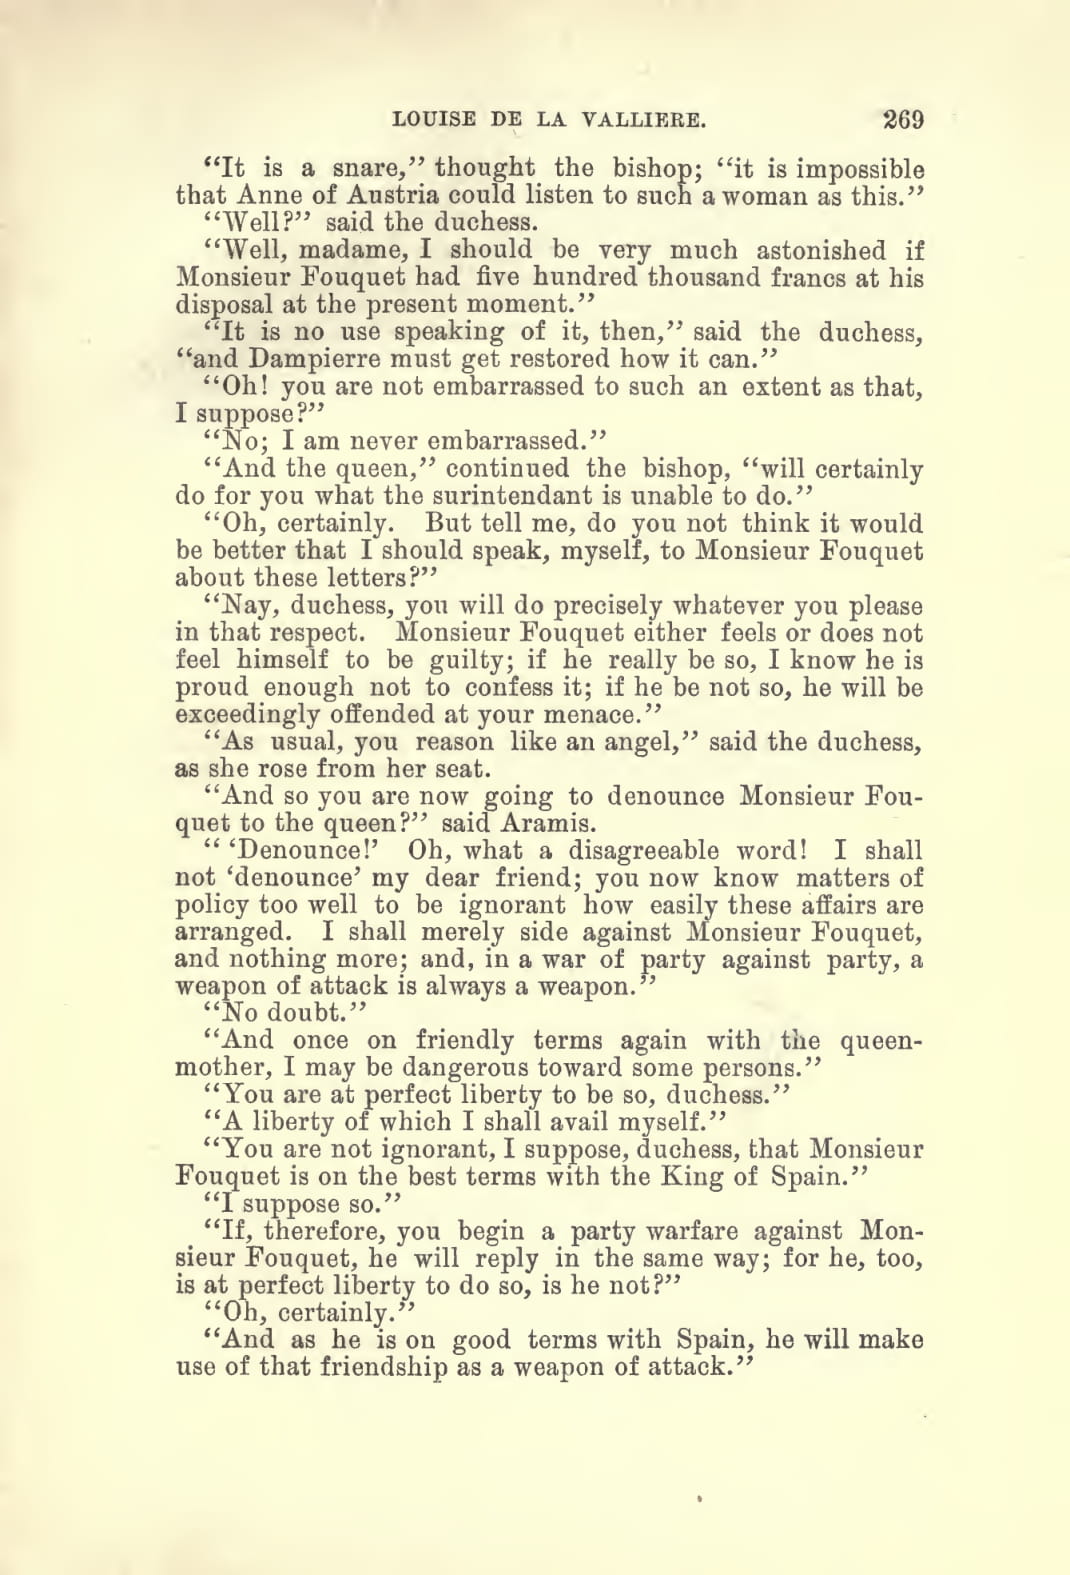 LOUISE DE LA VALLIERE. 269
“It is a snare,” thought the bishop; “it is impossible
that Anne of Austria could listen to such a woman as this.”
“Well?” said the duchess.
“Well, madame, I should be very much astonished if
Monsieur Fouquet had five hundred thousand francs at his
disposal at the present moment.”
“It is no use speaking of it, then,” said the duchess,
“and Dampierre must get restored how it can.”
“Oh! you are not embarrassed to such an extent as that,
I suppose?”
“No; I am never embarrassed.”
“And the queen,” continued the bishop, “will certainly
do for you what the surintendant is unable to do.”
“Oh, certainly. But tell me, do you not think it would
be better that I should speak, myself, to Monsieur Fouquet
about these letters?”
“Nay, duchess, you will do precisely whatever you please
in that respect. Monsieur Fouquet either feels or does not
feel himself to be guilty; if he really be so, I know he is
proud enough not to confess it; if he be not so, he will be
exceedingly offended at your menace.”
“As usual, you reason like an angel,” said the duchess,
as she rose from her seat.
“And so you are now going to denounce Monsieur Fou-
quet to the queen?” said Aramis.
“ ‘Denounce!’ Oh, what a disagreeable word! I shall
not ‘denounce’ my dear friend; you now know matters of
policy too well to be ignorant how easily these affairs are
arranged. I shall merely side against Monsieur Fouquet,
and nothing more; and, in a war of party against party, a
weapon of attack is always a weapon.”
“No doubt.”
“And once on friendly terms again with the queen-
mother, I may be dangerous toward some persons.”
“You are at perfect liberty to be so, duchess.”
“A liberty of which I shall avail myself.”
“You are not ignorant, I suppose, duchess, that Monsieur
Fouquet is on the best terms with the King of Spain.”
“I suppose so.”
“If, therefore, you begin a party warfare against Mon-
sieur Fouquet, he will reply in the same way; for he, too,
is at perfect liberty to do so, is he not?”
“Oh, certainly.”
“And as he is on good terms with Spain, he will make
use of that friendship as a weapon of attack.”